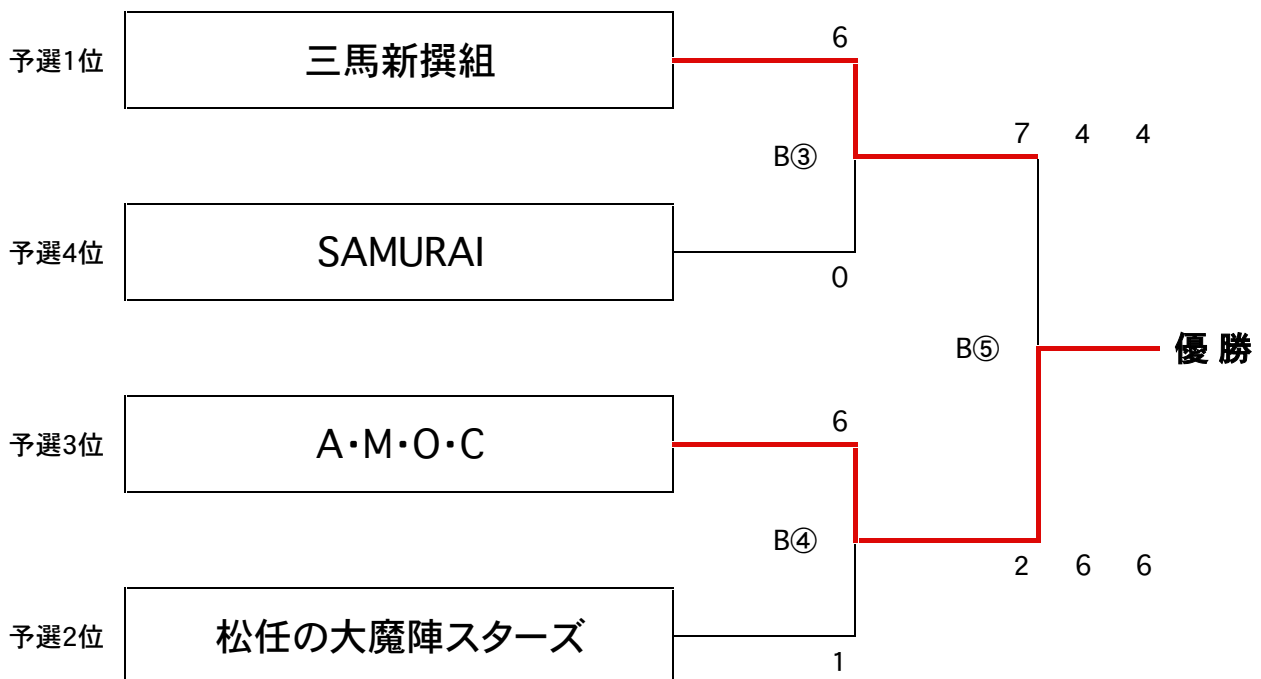 予選1位
三馬新撰組
6
7 4 4
B③
予選4位
SAMURAI
0
B⑤
優 勝
予選3位
A・M・O・C
6
B④
2 6 6
予選2位
松任の大魔陣スターズ
1